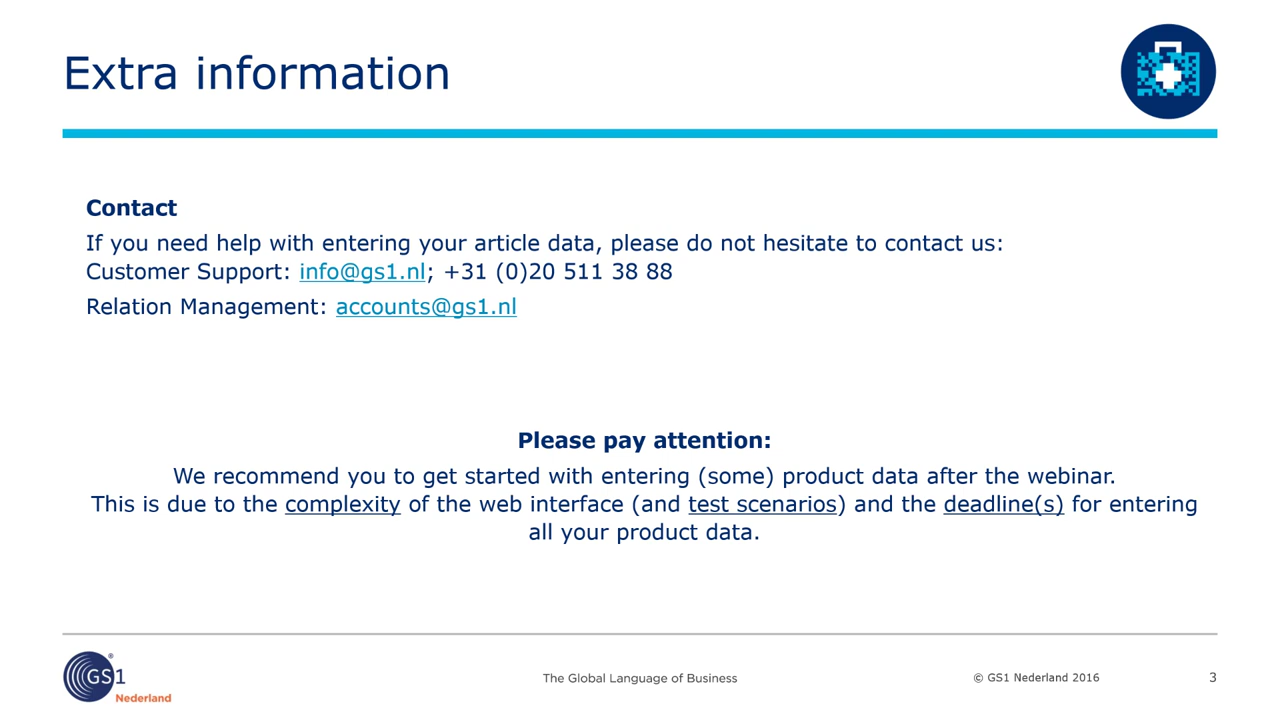 Extra information
Contact
If you need help with entering your article data, please do not hesitate to contact us:
Customer Support: info@gs1.nl; +31 (0)20 511 38 88
Relation Management: accounts@gs1.nl
Please pay attention:
We recommend you to get started with entering (some) product data after the webinar.
This is due to the complexity of the web interface (and test scenarios) and the deadline(s) for entering
all your product data.
GS1®
Nederland
The Global Language of Business
© GS1 Nederland 2016
3